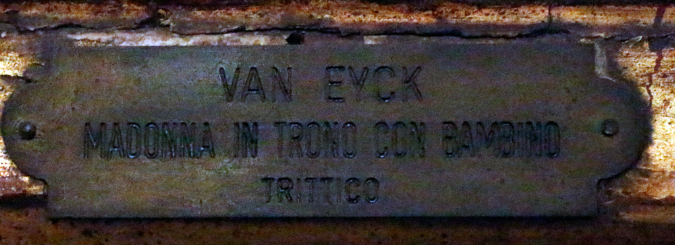 VAN EYCK
MADONNA IN TRONO CON BAMBINO
TRITTICO